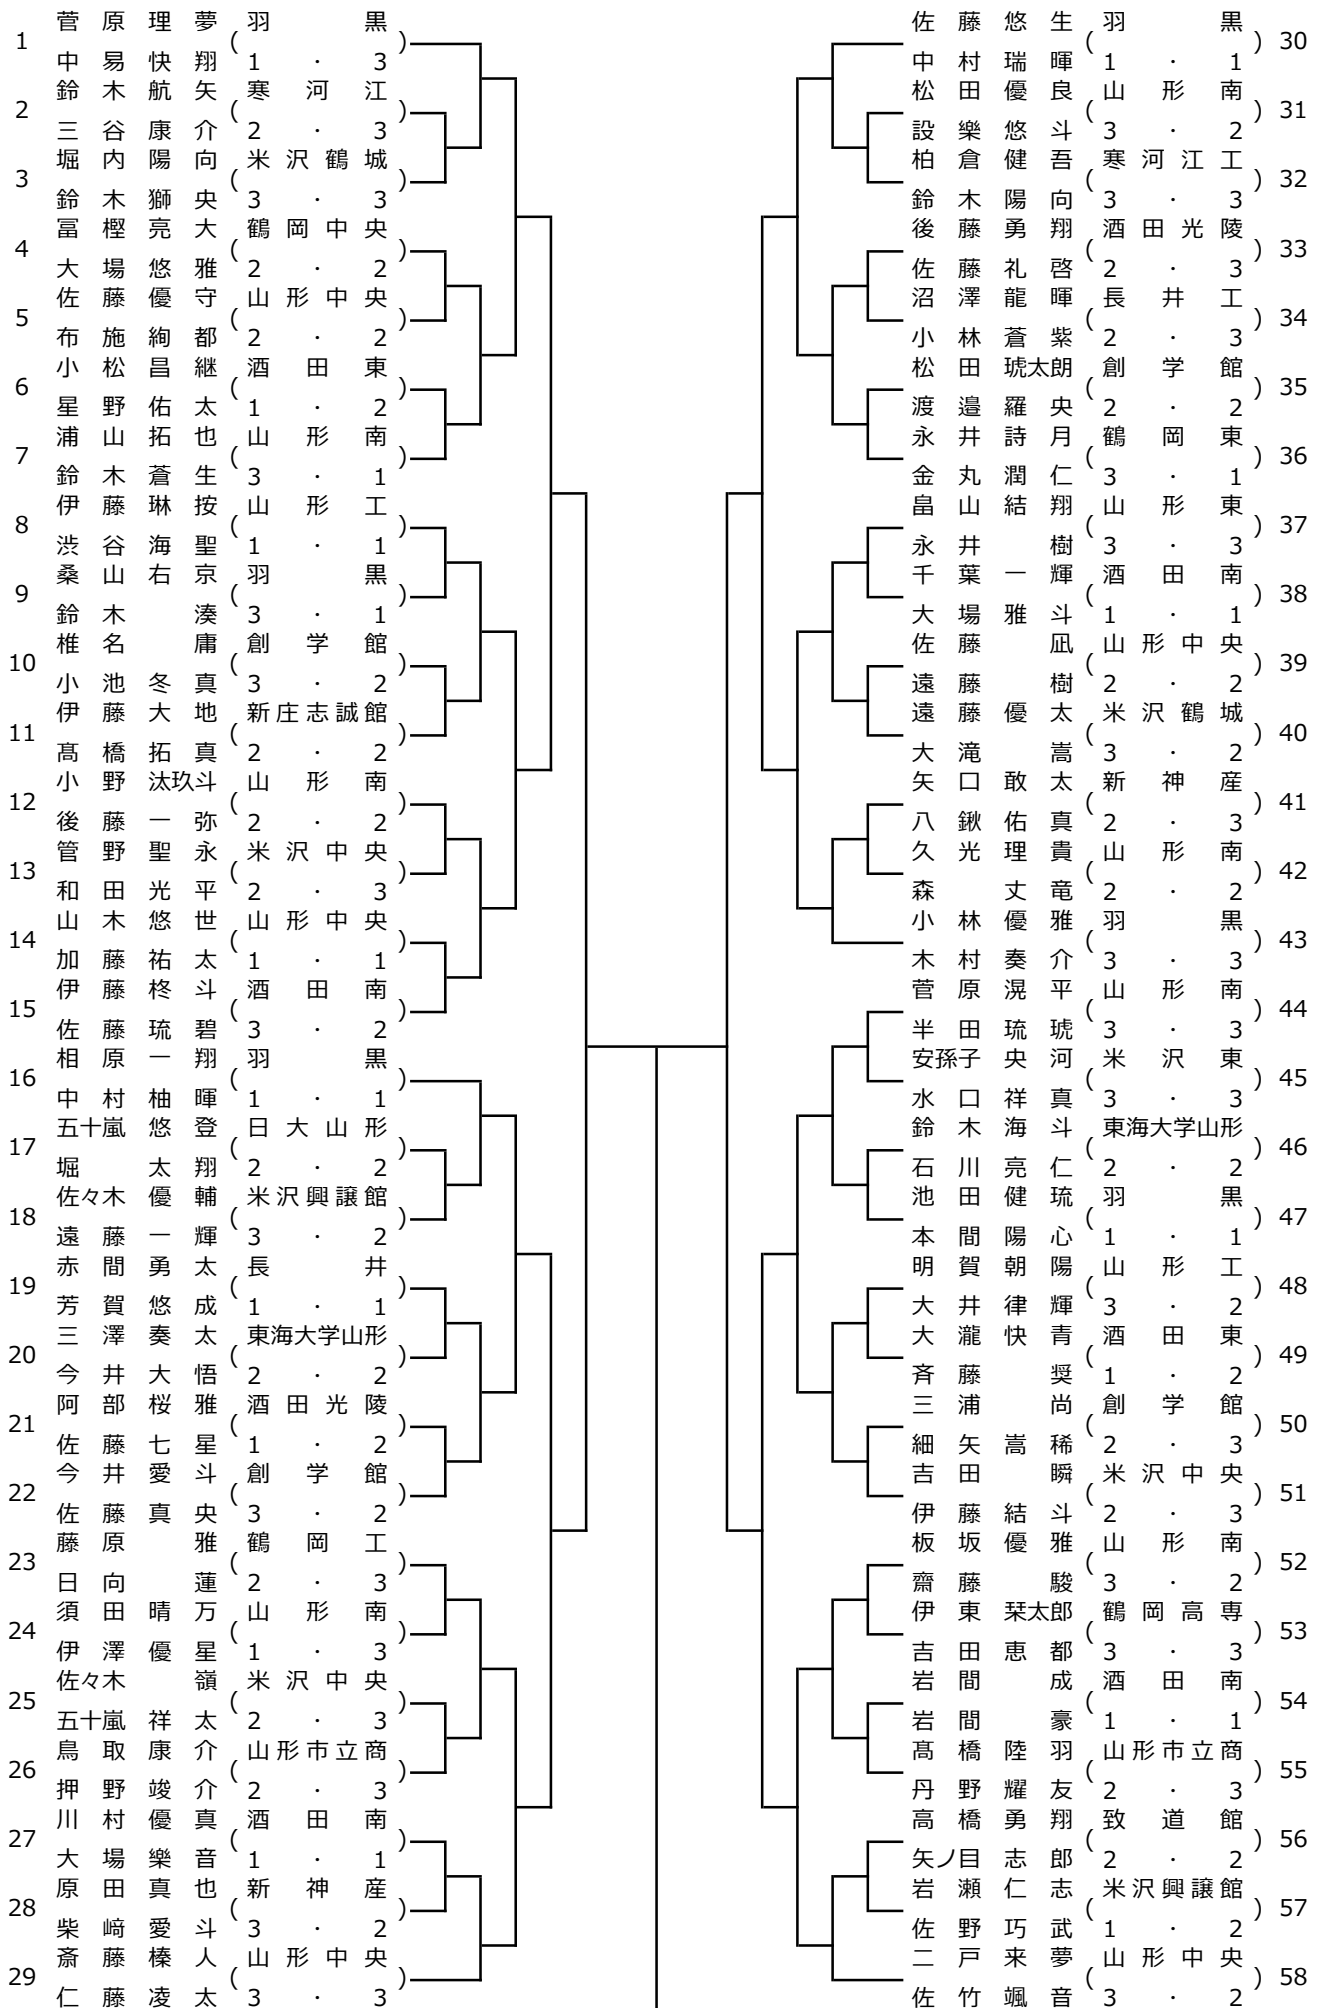 菅原理夢 羽黒
1 ( )
中易快翔 1・3
鈴木航矢 寒河江
2 ( )
三谷康介 2・3
堀内陽向 米沢鶴城
3 ( )
鈴木獅央 3・3
冨樫亮大 鶴岡中央
4 ( )
大場悠雅 2・2
佐藤優守 山形中央
5 ( )
布施絢都 2・2
小松昌継 酒田東
6 ( )
星野佑太 1・2
浦山拓也 山形南
7 ( )
鈴木蒼生 3・1
伊藤琳按 山形工
8 ( )
渋谷海聖 1・1
桑山右京 羽黒
9 ( )
鈴木湊 3・1
椎名庸 創学館
10 ( )
小池冬真 3・2
伊藤大地 新庄志誠館
11 ( )
髙橋拓真 2・2
小野汰玖斗 山形南
12 ( )
後藤一弥 2・2
管野聖永 米沢中央
13 ( )
和田光平 2・3
山木悠世 山形中央
14 ( )
加藤祐太 1・1
伊藤柊斗 酒田南
15 ( )
佐藤琉碧 3・2
相原一翔 羽黒
16 ( )
中村柚暉 1・1
五十嵐悠登 日大山形
17 ( )
堀太翔 2・2
佐々木優輔 米沢興譲館
18 ( )
遠藤一輝 3・2
赤間勇太 長井
19 ( )
芳賀悠成 1・1
三澤奏太 東海大学山形
20 ( )
今井大悟 2・2
阿部桜雅 酒田光陵
21 ( )
佐藤七星 1・2
今井愛斗 創学館
22 ( )
佐藤真央 3・2
藤原雅 鶴岡工
23 ( )
日向蓮 2・3
須田晴万 山形南
24 ( )
伊澤優星 1・3
佐々木嶺 米沢中央
25 ( )
五十嵐祥太 2・3
鳥取康介 山形市立商
26 ( )
押野竣介 2・3
川村優真 酒田南
27 ( )
大場樂音 1・1
原田真也 新神産
28 ( )
柴﨑愛斗 3・2
斎藤榛人 山形中央
29 ( )
仁藤凌太 3・3
佐藤悠生 羽黒
( ) 30
中村瑞暉 1・1
松田優良 山形南
( ) 31
設樂悠斗 3・2
柏倉健吾 寒河江工
( ) 32
鈴木陽向 3・3
後藤勇翔 酒田光陵
( ) 33
佐藤礼啓 2・3
沼澤龍暉 長井工
( ) 34
小林蒼紫 2・3
松田琥太朗 創学館
( ) 35
渡邉羅央 2・2
永井詩月 鶴岡東
( ) 36
金丸潤仁 3・1
畠山結翔 山形東
( ) 37
永井樹 3・3
千葉一輝 酒田南
( ) 38
大場雅斗 1・1
佐藤凪 山形中央
( ) 39
遠藤樹 2・2
遠藤優太 米沢鶴城
( ) 40
大滝嵩 3・2
矢口敢太 新神産
( ) 41
八鍬佑真 2・3
久光理貴 山形南
( ) 42
森丈竜 2・2
小林優雅 羽黒
( ) 43
木村奏介 3・3
菅原滉平 山形南
( ) 44
半田琉琥 3・3
安孫子央河 米沢東
( ) 45
水口祥真 3・3
鈴木海斗 東海大学山形
( ) 46
石川亮仁 2・2
池田健琉 羽黒
( ) 47
本間陽心 1・1
明賀朝陽 山形工
( ) 48
大井律輝 3・2
大瀧快青 酒田東
( ) 49
斉藤奨 1・2
三浦尚 創学館
( ) 50
細矢嵩稀 2・3
吉田瞬 米沢中央
( ) 51
伊藤結斗 2・3
板坂優雅 山形南
( ) 52
齋藤駿 3・2
伊東栞太郎 鶴岡高専
( ) 53
吉田恵都 3・3
岩間成 酒田南
( ) 54
岩間豪 1・1
髙橋陸羽 山形市立商
( ) 55
丹野耀友 2・3
高橋勇翔 致道館
( ) 56
矢ノ目志郎 2・2
岩瀬仁志 米沢興譲館
( ) 57
佐野巧武 1・2
二戸来夢 山形中央
( ) 58
佐竹颯音 3・2